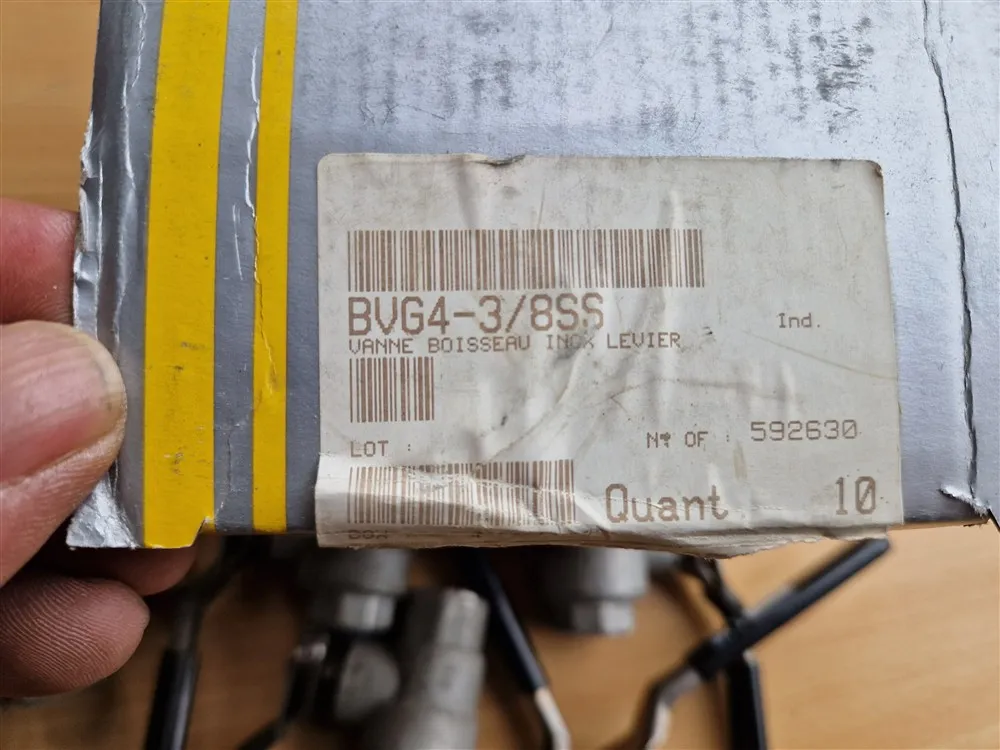 BVG4-3/8SS
Ind.
VANNE BOISSEAU INOX LEVIER
LOT :
N° OF : 592630
Quant 10